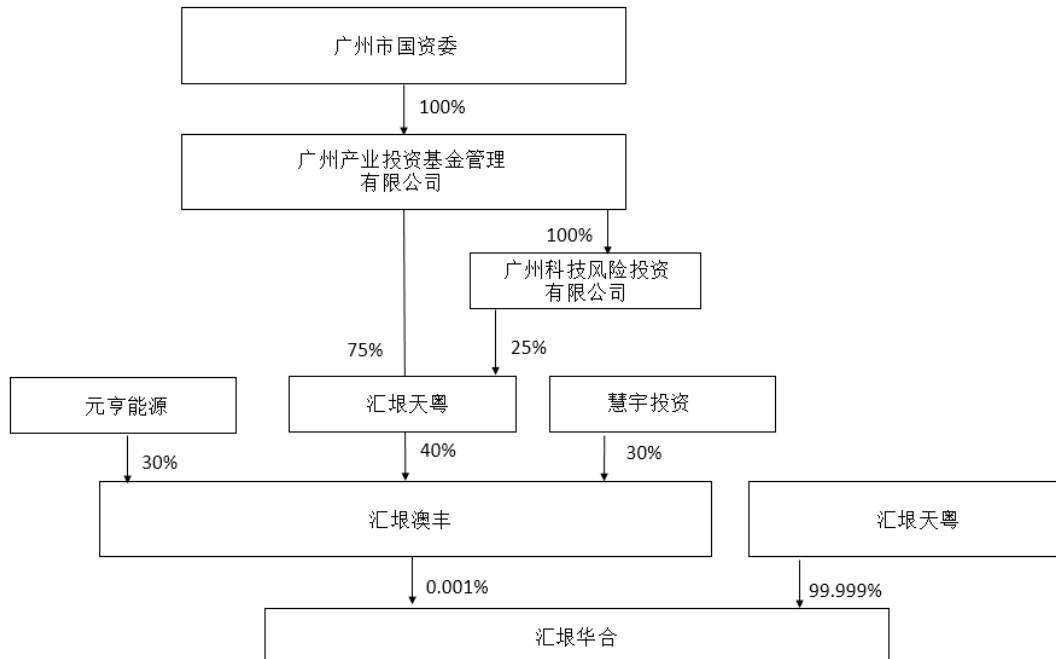 广州市国资委
100%
广州产业投资基金管理
有限公司
100%
广州科技风险投资
有限公司
75%
25%
元亨能源
汇垠天粤
慧宇投资
30%
40%
30%
汇垠澳丰
汇垠天粤
0.001%
99.999%
汇垠华合